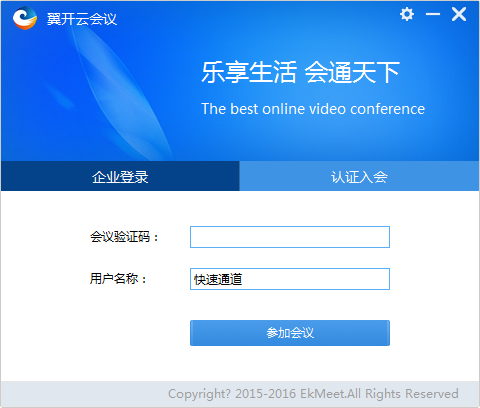 翼开云会议
乐享生活 会通天下
The best online video conference
企业登录
认证入会
会议验证码：
用户名称：
快速通道
参加会议
Copyright? 2015-2016 EkMeet.All Rights Reserved